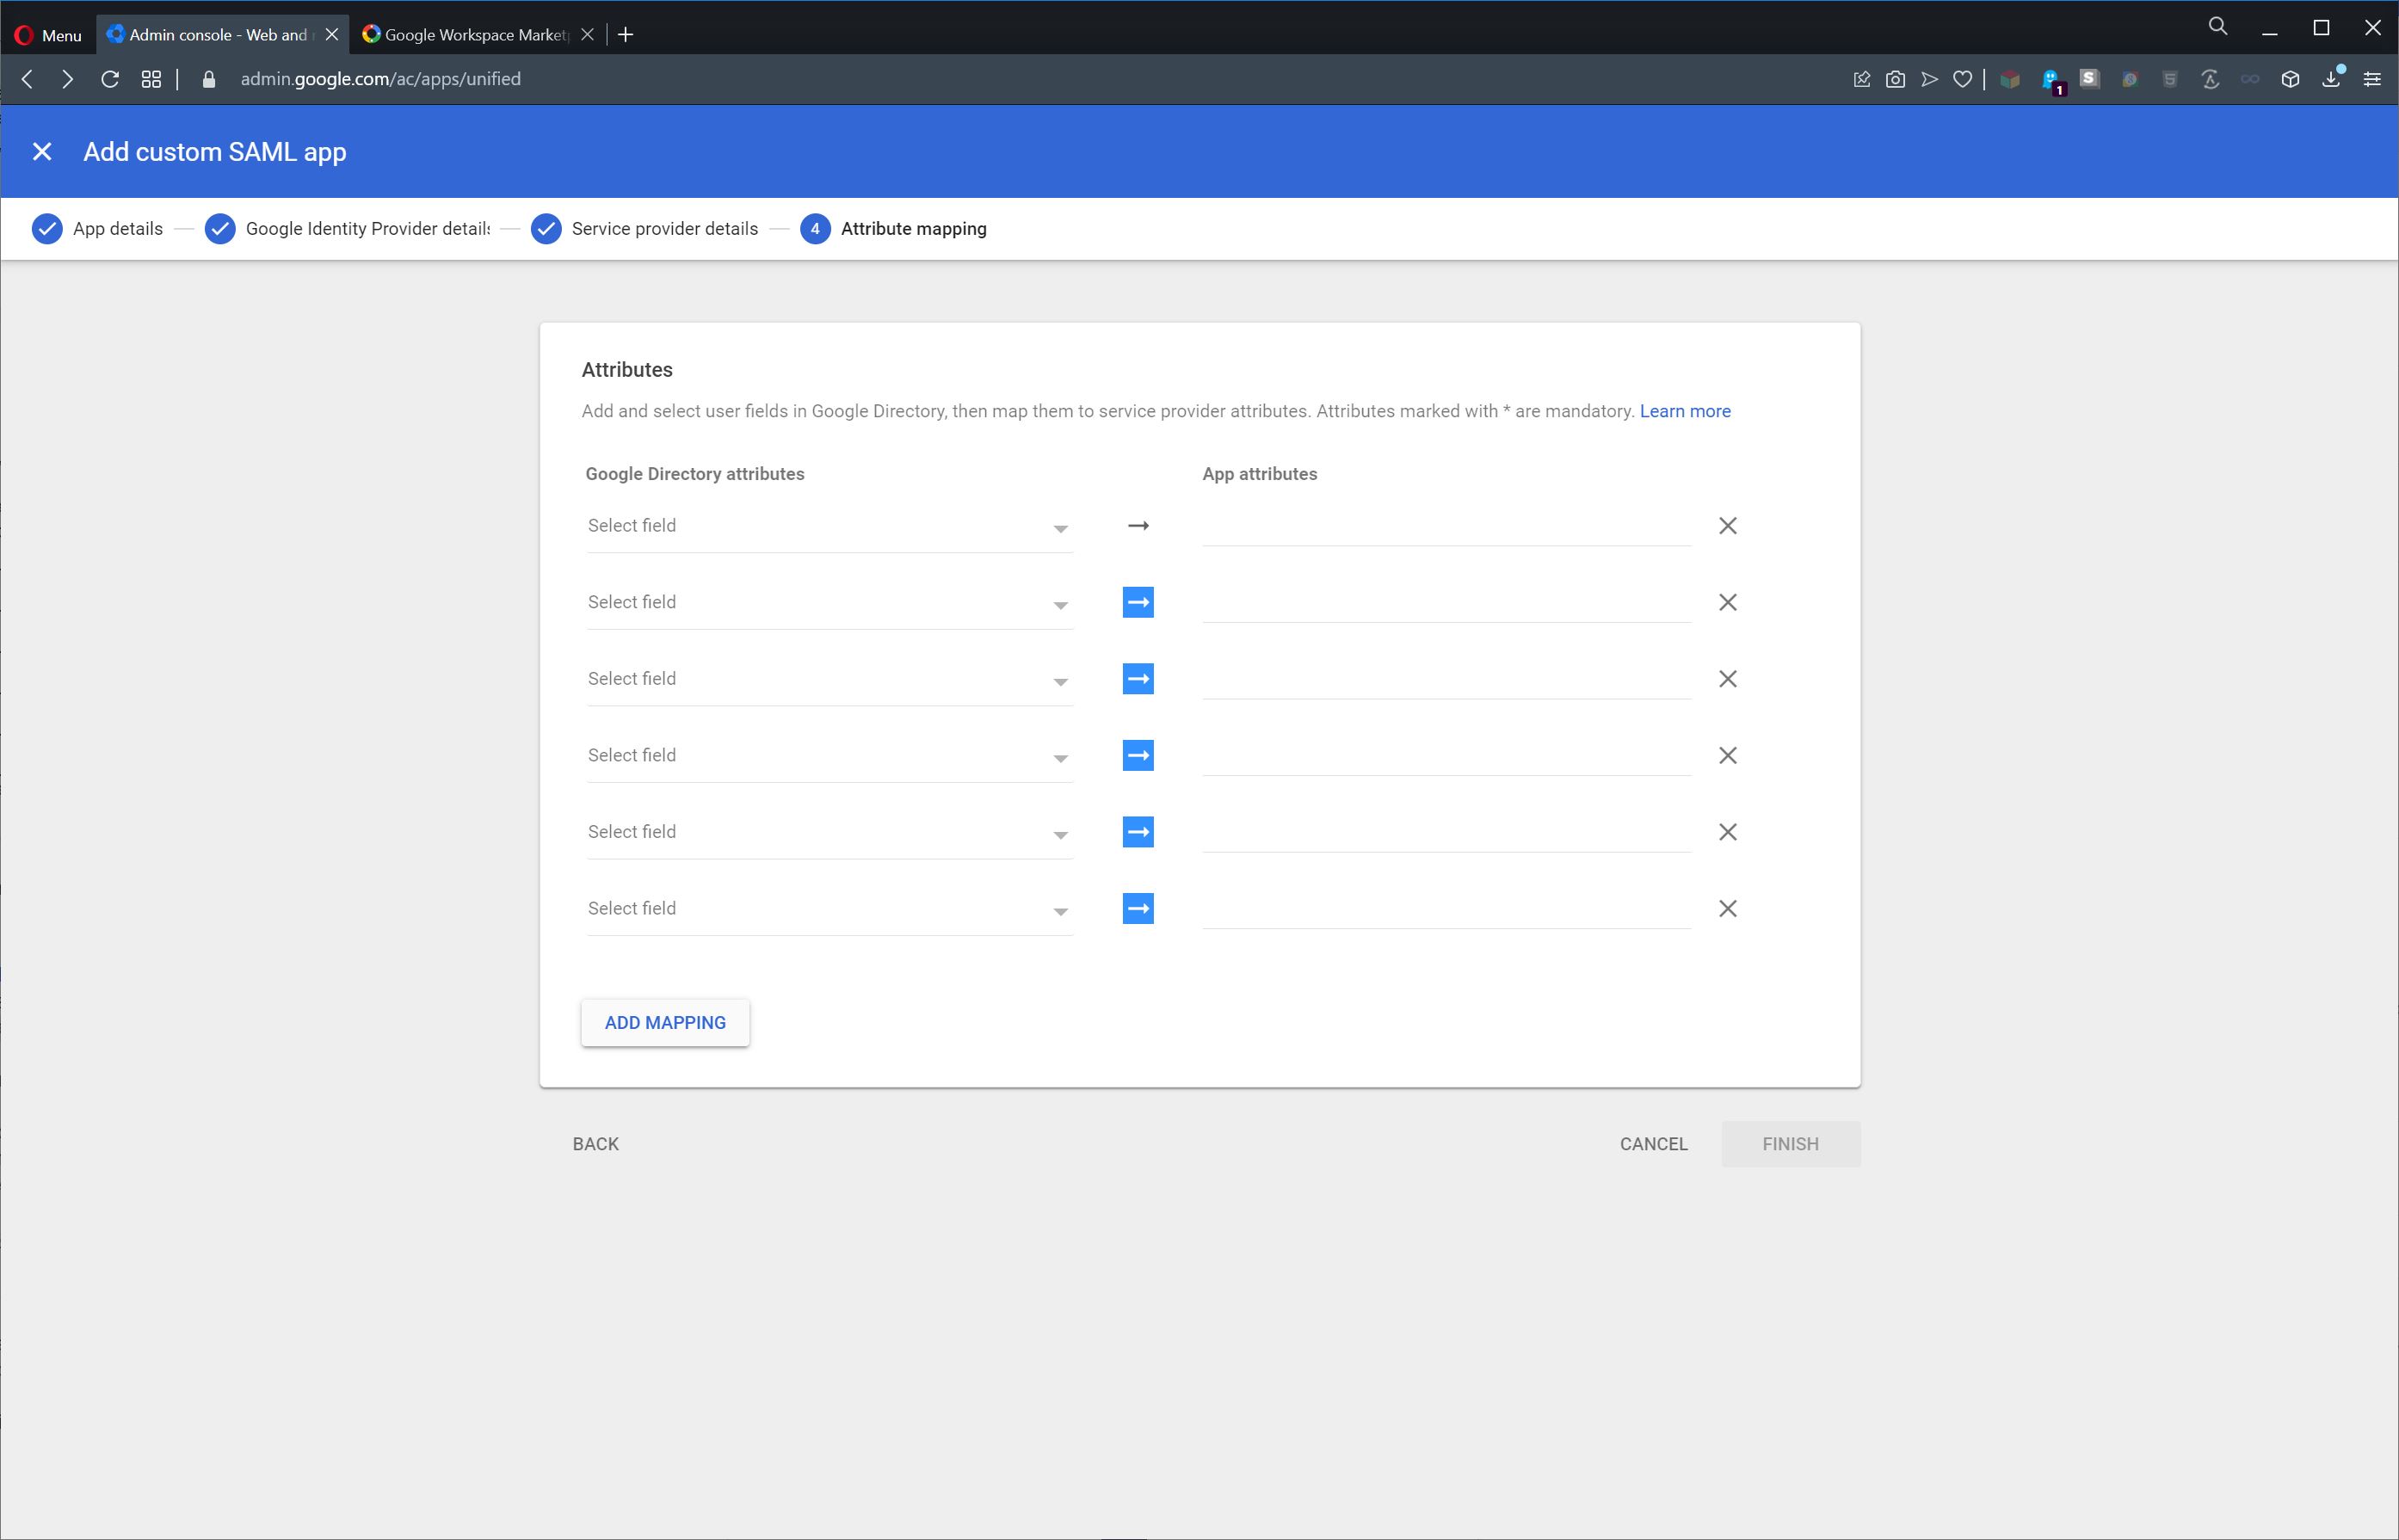 Menu
Admin console - Web and
Google Workspace Market
admin.google.com/ac/apps/unified
1
Add custom SAML app
App details
Google Identity Provider details
Service provider details
4
Attribute mapping
Attributes
Add and select user fields in Google Directory, then map them to service provider attributes. Attributes marked with * are mandatory. Learn more
Google Directory attributes
App attributes
Select field
Select field
Select field
Select field
Select field
Select field
ADD MAPPING
BACK
CANCEL
FINISH